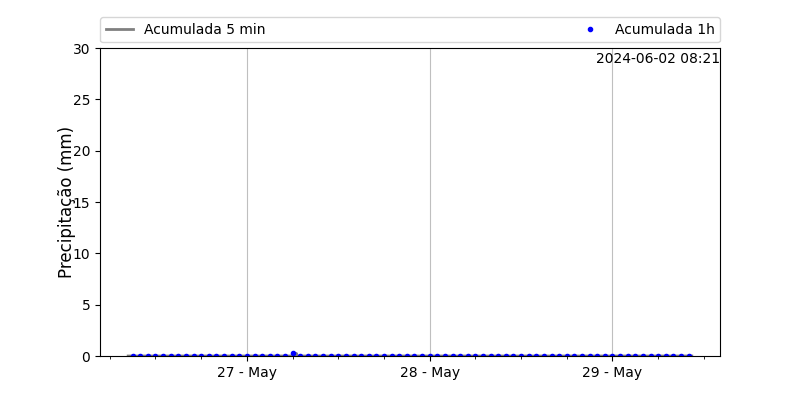 Acumulada 5 min
Acumulada 1h
2024-06-02 08:21
Precipitação (mm)
30
25
20
15
10
5
0
27 - May
28 - May
29 - May